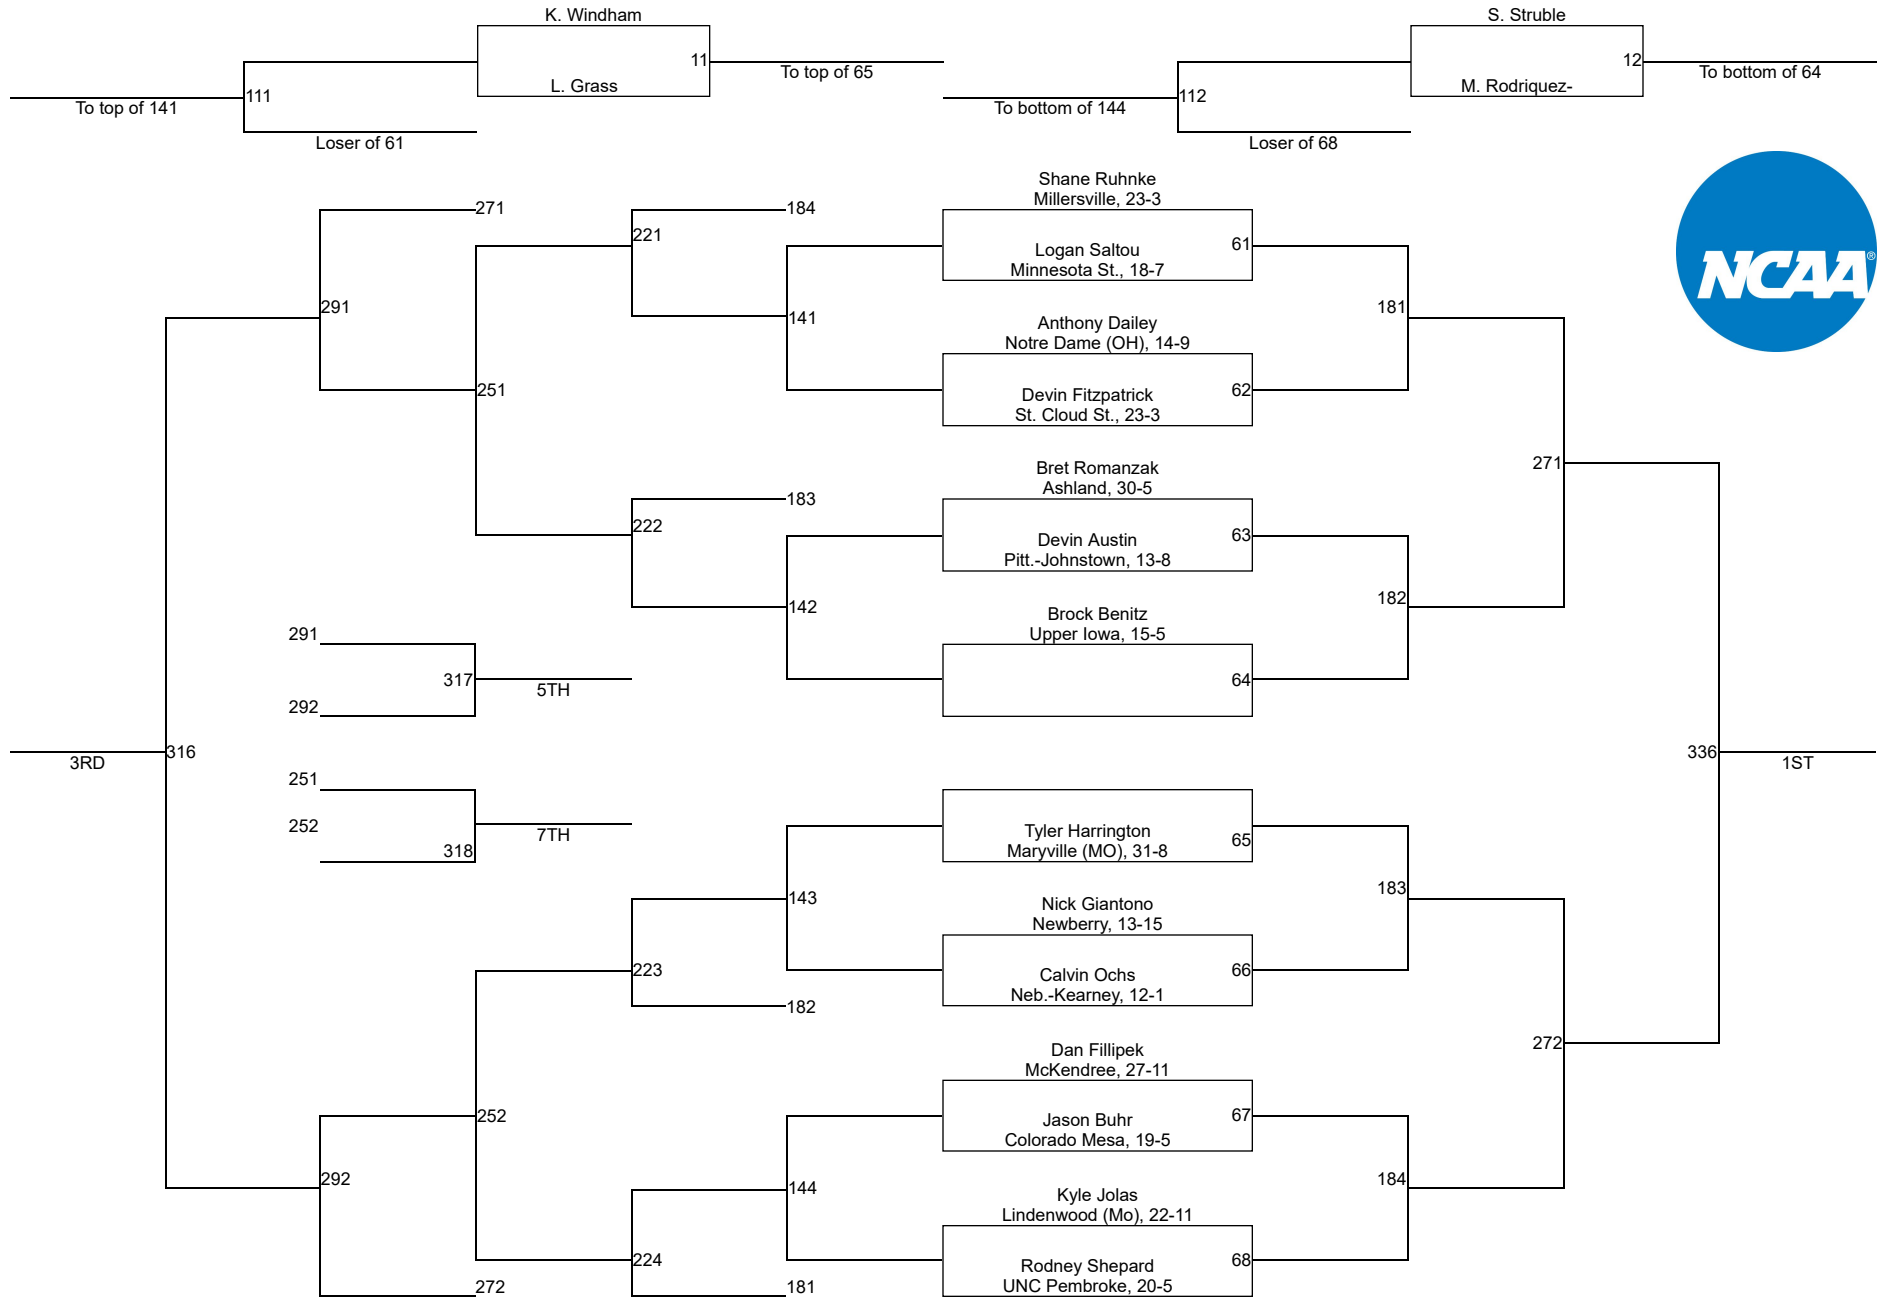 K. Windham
11
L. Grass
To top of 65
111
To top of 141
Loser of 61
S. Struble
12
M. Rodriquez-
To bottom of 64
112
To bottom of 144
Loser of 68
NCAA®
Shane Ruhnke
Millersville, 23-3
61
Logan Saltou
Minnesota St., 18-7
Anthony Dailey
Notre Dame (OH), 14-9
62
Devin Fitzpatrick
St. Cloud St., 23-3
Bret Romanzak
Ashland, 30-5
63
Devin Austin
Pitt.-Johnstown, 13-8
Brock Benitz
Upper Iowa, 15-5
64
Tyler Harrington
65
Maryville (MO), 31-8
Nick Giantono
Newberry, 13-15
66
Calvin Ochs
Neb.-Kearney, 12-1
Dan Fillipek
McKendree, 27-11
67
Jason Buhr
Colorado Mesa, 19-5
Kyle Jolas
Lindenwood (Mo), 22-11
68
Rodney Shepard
UNC Pembroke, 20-5
181
182
183
184
271
272
336
1ST
141
142
143
144
184
221
183
222
223
182
224
181
251
252
271
291
292
272
291
317
292
5TH
251
252
318
7TH
316
3RD